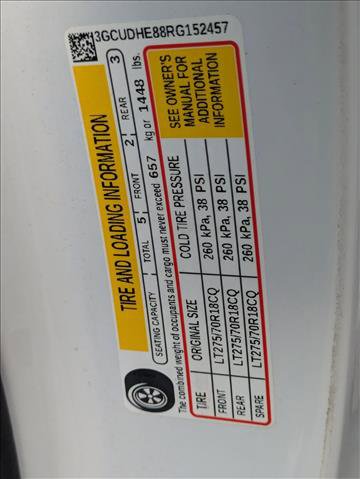 3GCUDHE88RG152457
TIRE AND LOADING INFORMATION
SEATING CAPACITY TOTAL 5 FRONT 2 REAR 3
The combined weight of occupants and cargo must never exceed 657 kg or 1448 lbs.
TIRE ORIGINAL SIZE COLD TIRE PRESSURE
FRONT LT275/70R18CQ 260 kPa, 38 PSI
REAR LT275/70R18CQ 260 kPa, 38 PSI
SPARE LT275/70R18CQ 260 kPa, 38 PSI
SEE OWNER'S
MANUAL FOR
ADDITIONAL
INFORMATION